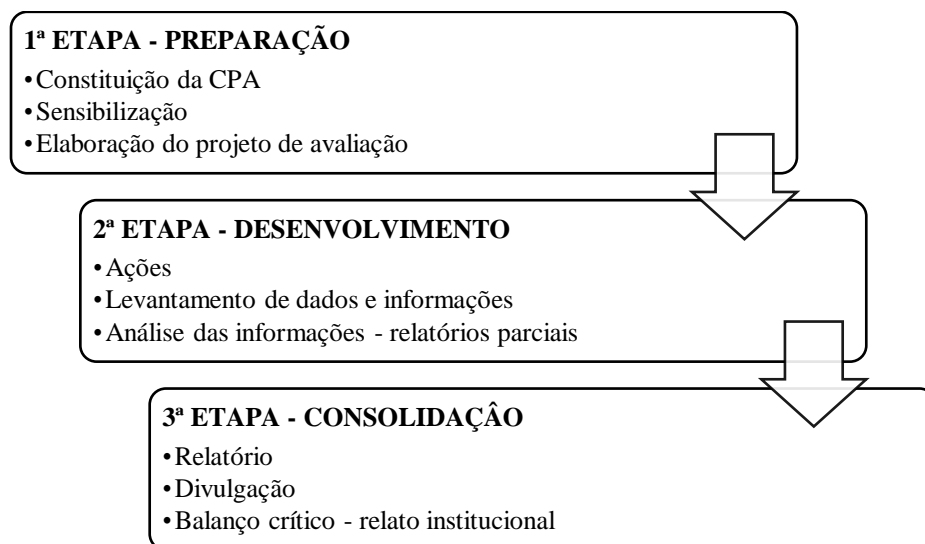 1ª ETAPA - PREPARAÇÃO
•Constituição da CPA
•Sensibilização
•Elaboração do projeto de avaliação
2ª ETAPA - DESENVOLVIMENTO
•Ações
•Levantamento de dados e informações
•Análise das informações - relatórios parciais
3ª ETAPA - CONSOLIDAÇÂO
•Relatório
•Divulgação
•Balanço crítico - relato institucional